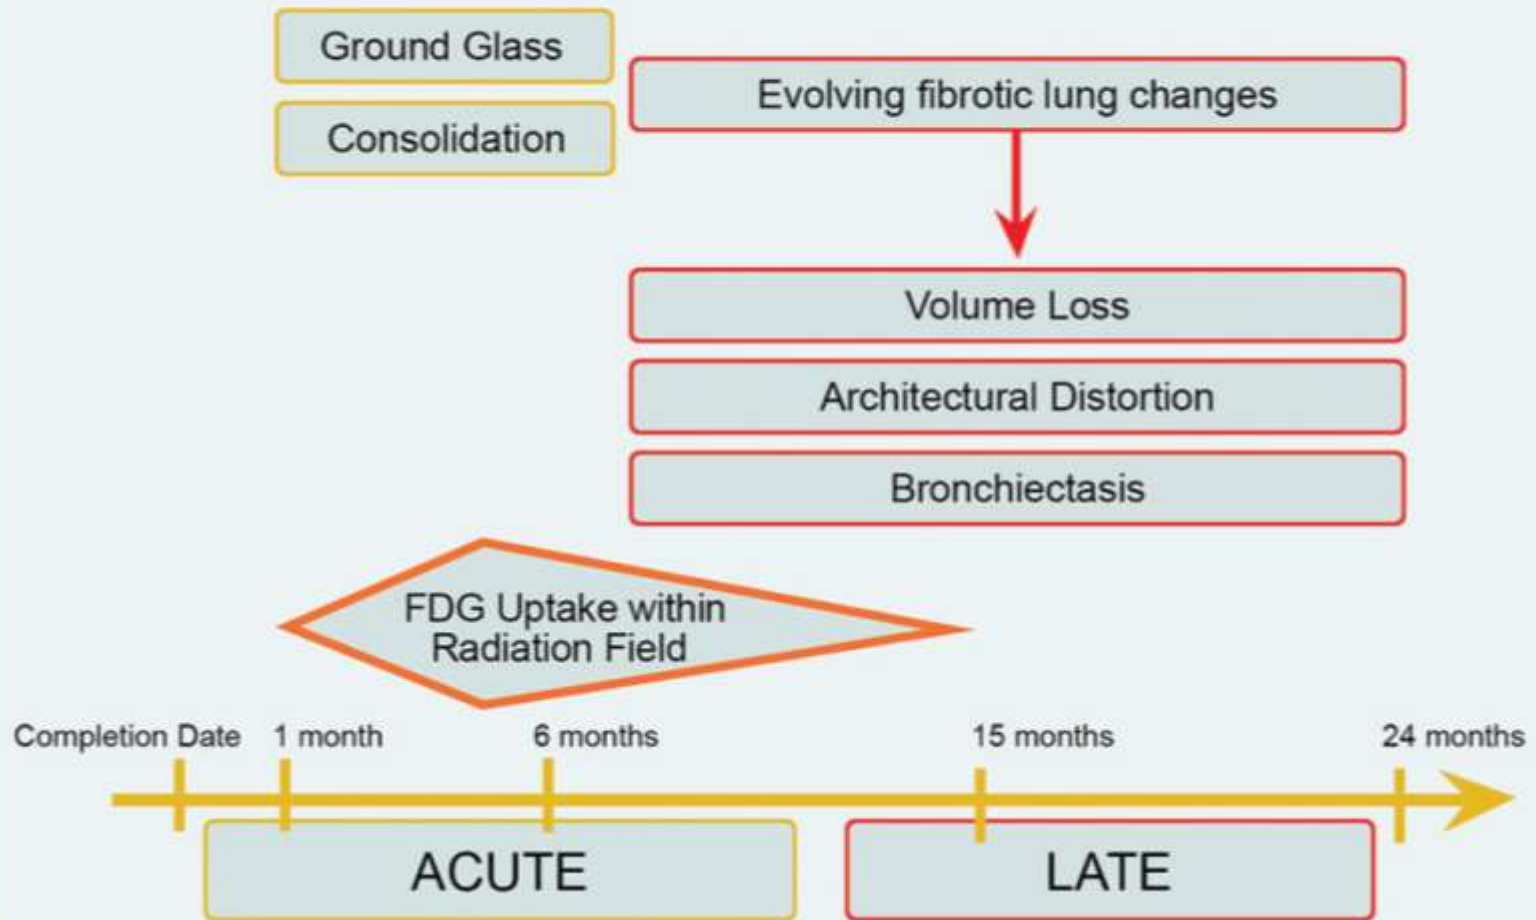 Ground Glass
Consolidation
Evolving fibrotic lung changes
Volume Loss
Architectural Distortion
Bronchiectasis
FDG Uptake within
Radiation Field
Completion Date
1 month
6 months
15 months
24 months
ACUTE
LATE